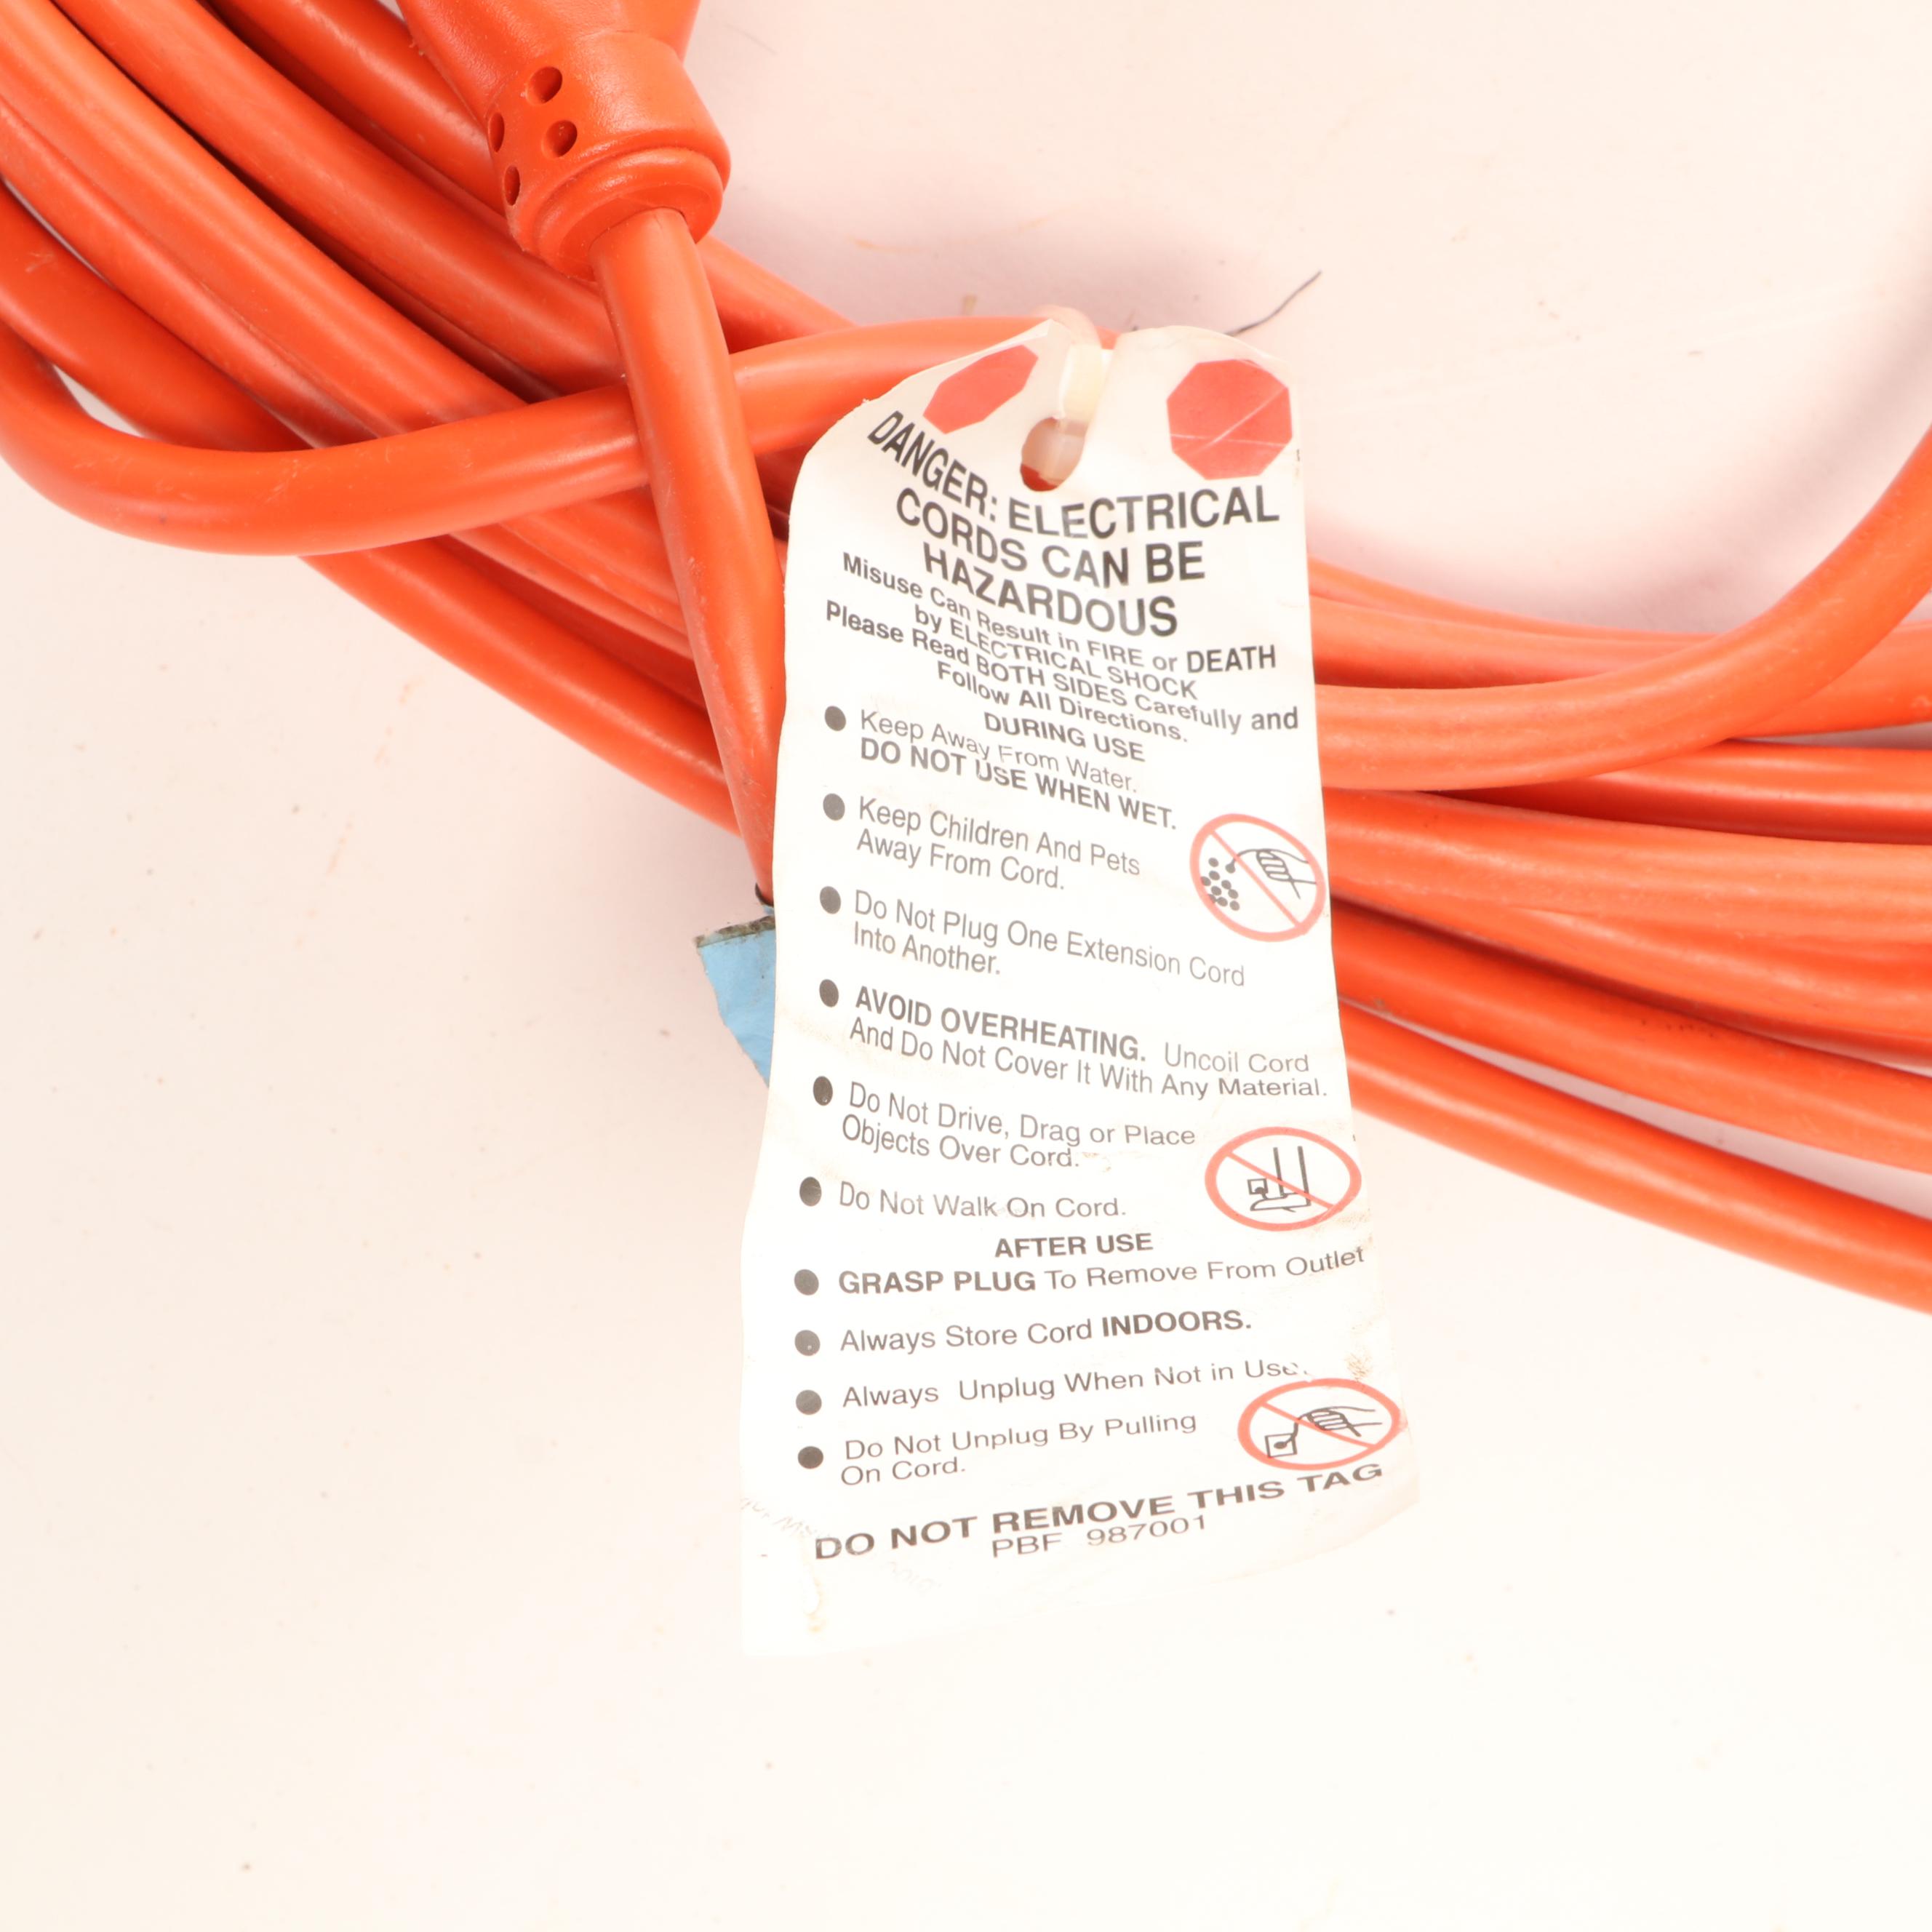 DANGER: ELECTRICAL
CORDS CAN BE
HAZARDOUS
Misuse Can Result in FIRE or DEATH
by ELECTRICAL SHOCK
Please Read BOTH SIDES Carefully and
Follow All Directions.
DURING USE
Keep Away From Water.
DO NOT USE WHEN WET.
Keep Children And Pets
Away From Cord.
Do Not Plug One Extension Cord
Into Another.
AVOID OVERHEATING. Uncoil Cord
And Do Not Cover It With Any Material.
Do Not Drive, Drag or Place
Objects Over Cord.
Do Not Walk On Cord.
AFTER USE
GRASP PLUG To Remove From Outlet
Always Store Cord INDOORS.
Always Unplug When Not in Use.
Do Not Unplug By Pulling
On Cord.
DO NOT REMOVE THIS TAG
PBF 987001